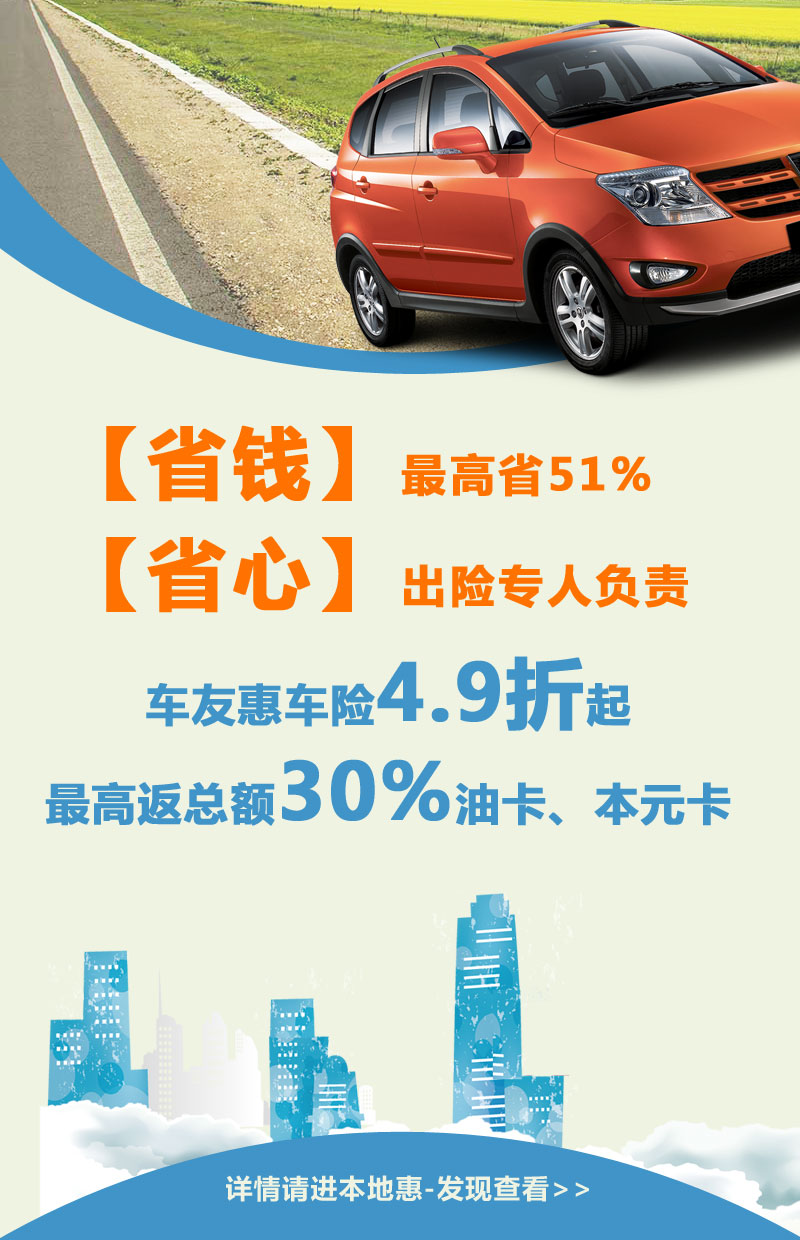 【省钱】最高省51%
【省心】出险专人负责
车友惠车险4.9折起
最高返总额30%油卡、本元卡
详情请进本地惠-发现查看>>